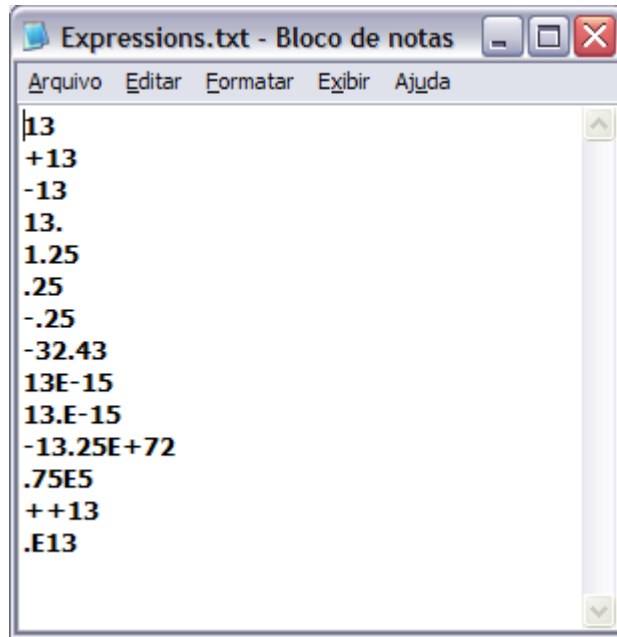 Expressions.txt - Bloco de notas
Arquivo Editar Formatar Exibir Ajuda
13
+13
-13
13.
1.25
.25
-.25
-32.43
13E-15
13.E-15
-13.25E+72
.75E5
++13
.E13